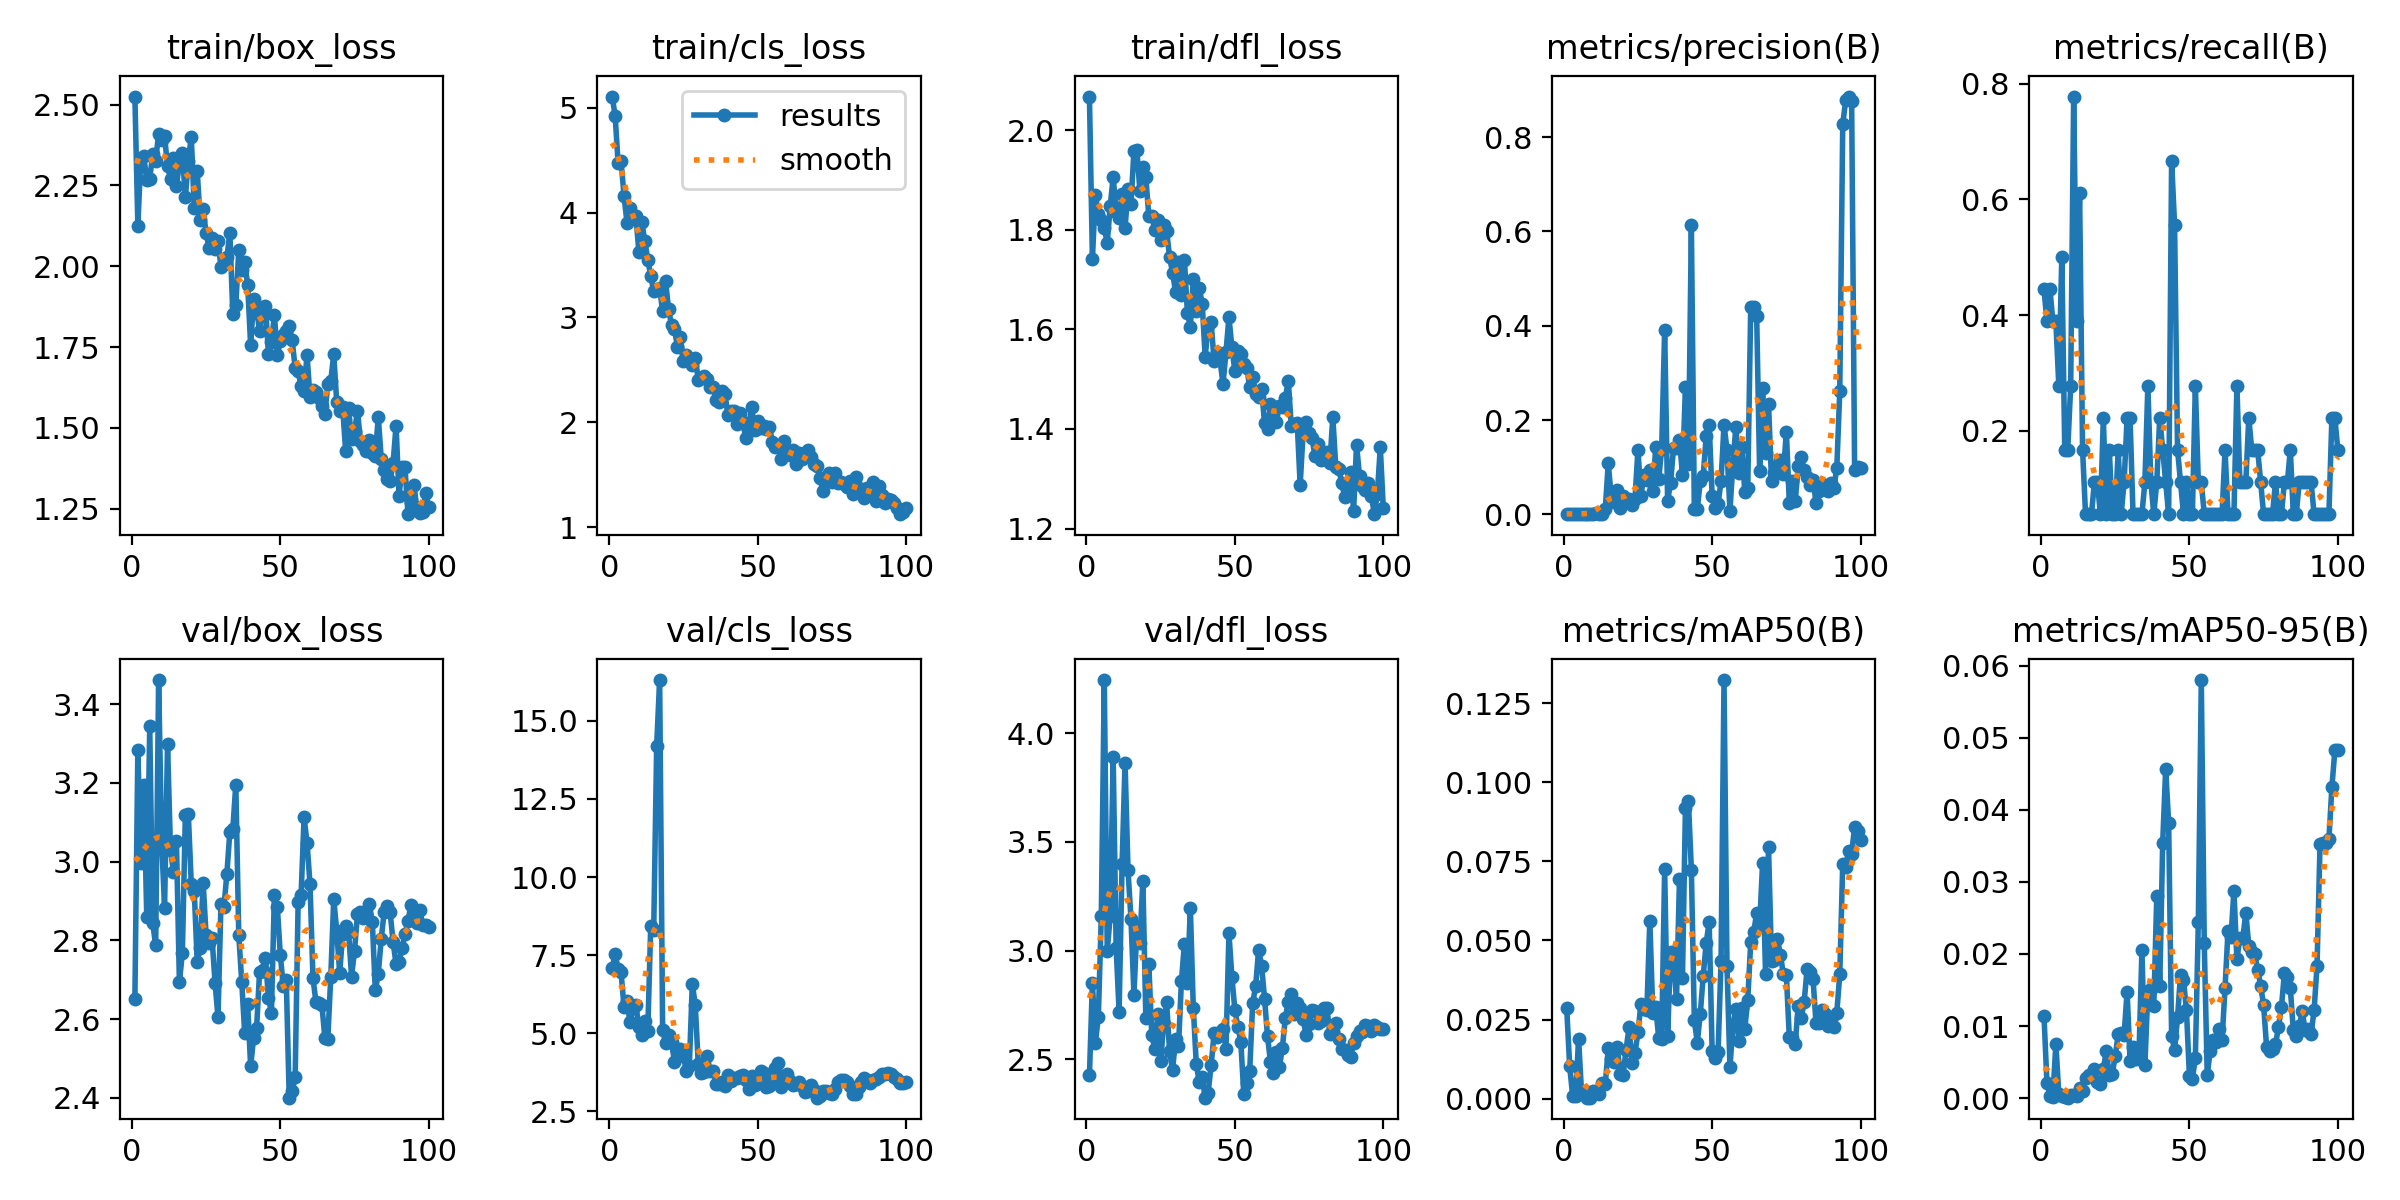 train/box_loss
2.50
2.25
2.00
1.75
1.50
1.25
0 50 100
train/cls_loss
results
smooth
5
4
3
2
1
0 50 100
train/dfl_loss
2.0
1.8
1.6
1.4
1.2
0 50 100
metrics/precision(B)
0.8
0.6
0.4
0.2
0.0
0 50 100
metrics/recall(B)
0.8
0.6
0.4
0.2
0 50 100
val/box_loss
3.4
3.2
3.0
2.8
2.6
2.4
0 50 100
val/cls_loss
15.0
12.5
10.0
7.5
5.0
2.5
0 50 100
val/dfl_loss
4.0
3.5
3.0
2.5
0 50 100
metrics/mAP50(B)
0.125
0.100
0.075
0.050
0.025
0.000
0 50 100
metrics/mAP50-95(B)
0.06
0.05
0.04
0.03
0.02
0.01
0.00
0 50 100